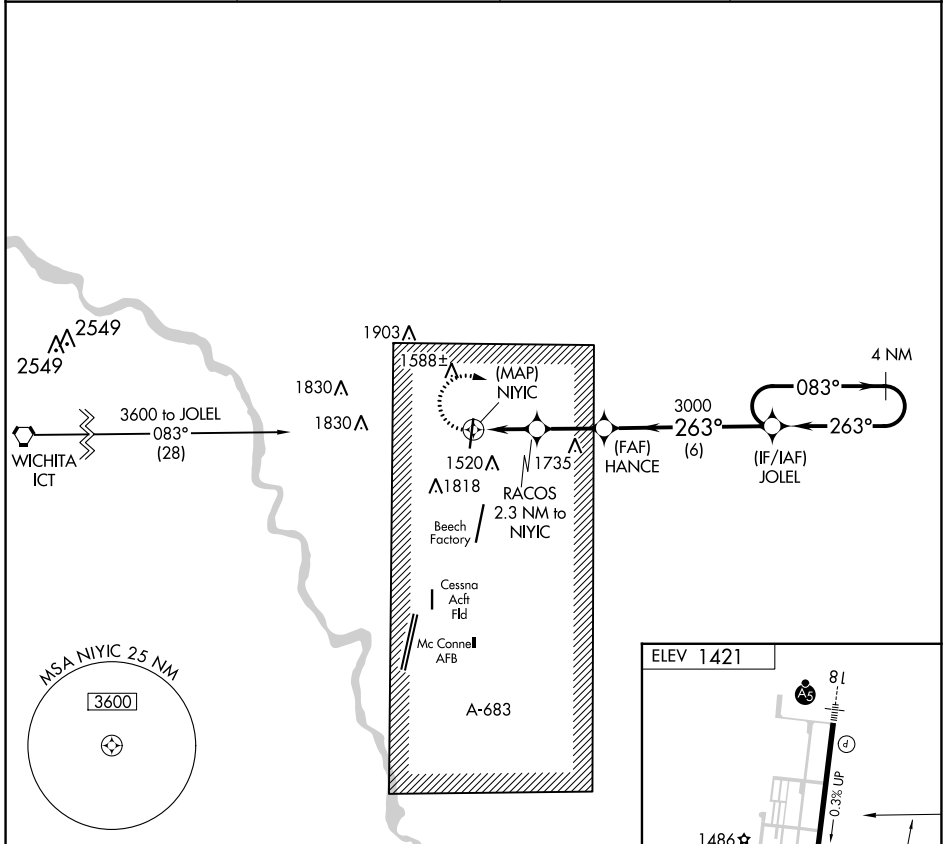 2549
2549
WICHITA
ICT
3600 to JOLEL
083°
(28)
1903
1588±
1830
1830
(MAP)
NIYIC
1520
1735
1818
RACOS
2.3 NM to
NIYIC
(FAF)
HANCE
3000
263°
(6)
(IF/IAF)
JOLEL
083°
263°
4 NM
Beech
Factory
Cessna
Acft
Fld
Mc Connell
AFB
A-683
MSA NIYIC 25 NM
3600
ELEV 1421
A5
18
P
0.3% UP
1486